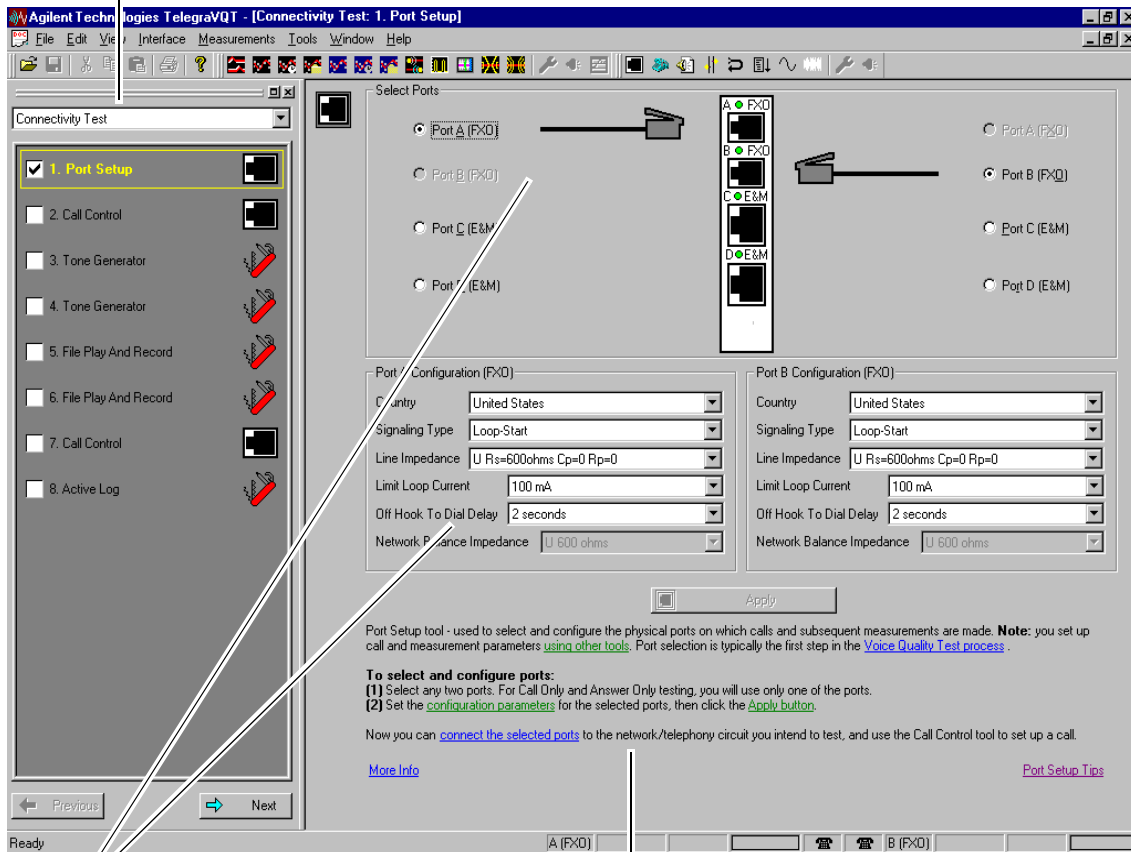 Agilent Technologies TelegraVQT - [Connectivity Test: 1. Port Setup]
File Edit View Interface Measurements Tools Window Help
Connectivity Test
1. Port Setup
2. Call Control
3. Tone Generator
4. Tone Generator
5. File Play And Record
6. File Play And Record
7. Call Control
8. Active Log
Previous
Next
Select Ports
Port A (FXO)
Port B (FXO)
Port C (E&M)
Port D (E&M)
A FXO
B FXO
C E&M
D E&M
Port A (FXO)
Port B (FXO)
Port C (E&M)
Port D (E&M)
Port A Configuration (FXO)
Country United States
Signaling Type Loop-Start
Line Impedance U Rs=600ohms Cp=0 Rp=0
Limit Loop Current 100 mA
Off Hook To Dial Delay 2 seconds
Network Balance Impedance U 600 ohms
Port B Configuration (FXO)
Country United States
Signaling Type Loop-Start
Line Impedance U Rs=600ohms Cp=0 Rp=0
Limit Loop Current 100 mA
Off Hook To Dial Delay 2 seconds
Network Balance Impedance U 600 ohms
Apply
Port Setup tool - used to select and configure the physical ports on which calls and subsequent measurements are made. Note: you set up
call and measurement parameters using other tools. Port selection is typically the first step in the Voice Quality Test process .
To select and configure ports:
(1) Select any two ports. For Call Only and Answer Only testing, you will use only one of the ports.
(2) Set the configuration parameters for the selected ports, then click the Apply button.
Now you can connect the selected ports to the network/telephony circuit you intend to test, and use the Call Control tool to set up a call.
More Info
Port Setup Tips
Ready
A (FXO)
B (FXO)